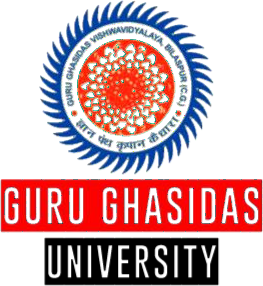 GURU GHASIDAS VISHWAVIDYALAYA, BILASPUR (C.G.)
ज्ञान पंथ कृपान कै धारा
GURU GHASIDAS
UNIVERSITY